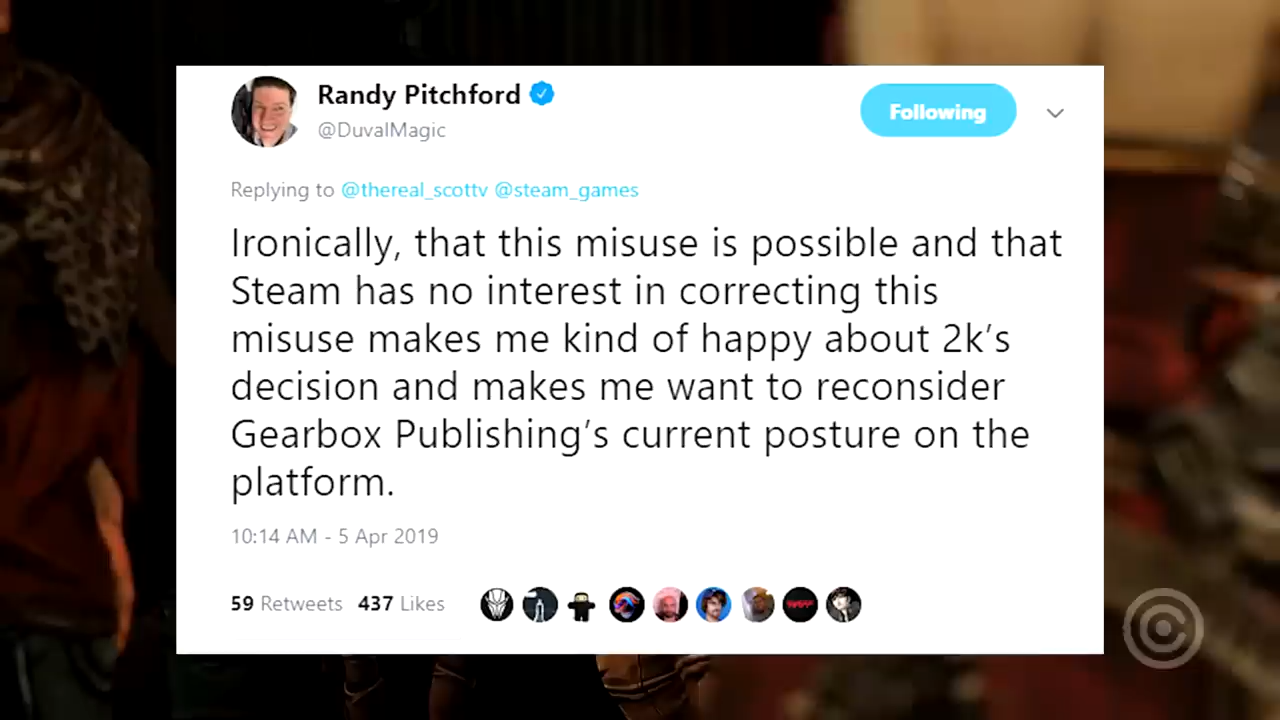 Randy Pitchford
@DuvalMagic
Following
Replying to @thereal_scottv @steam_games
Ironically, that this misuse is possible and that
Steam has no interest in correcting this
misuse makes me kind of happy about 2k's
decision and makes me want to reconsider
Gearbox Publishing's current posture on the
platform.
10:14 AM - 5 Apr 2019
59 Retweets 437 Likes